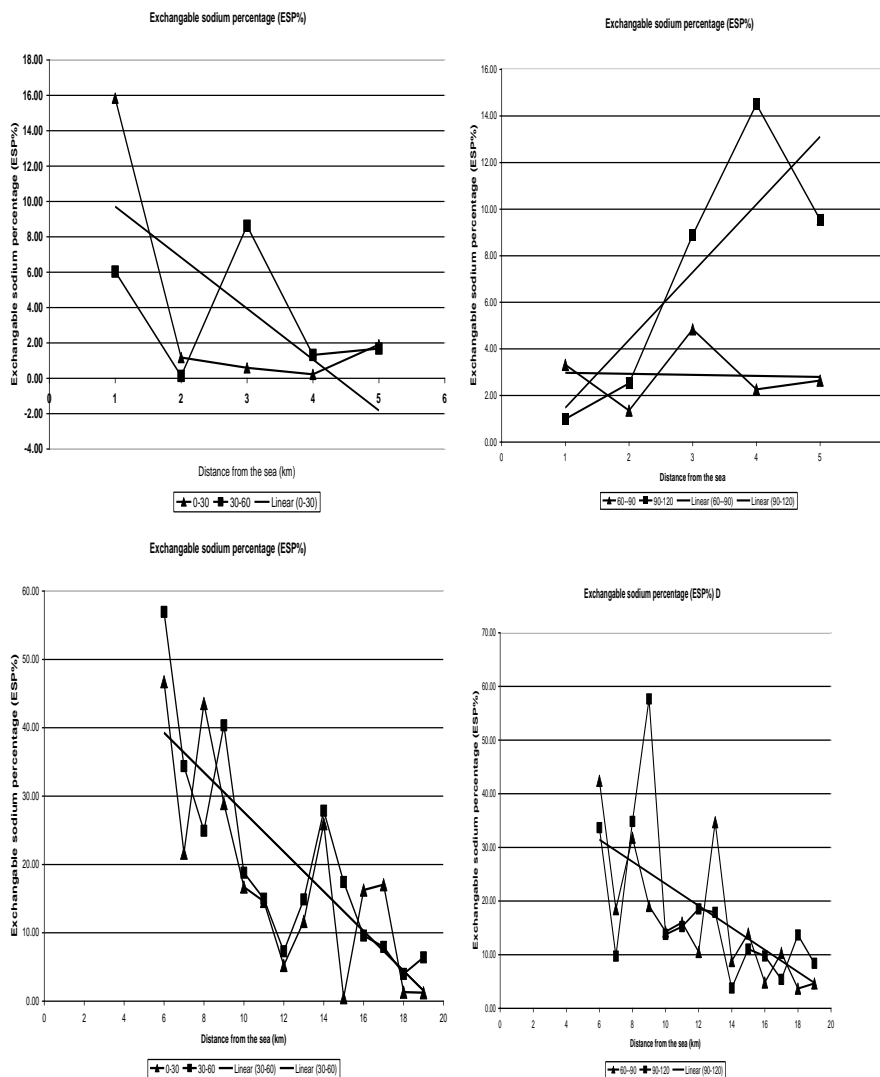 Exchangable sodium percentage (ESP%)
Exchangable sodium percentage (ESP%)
18.00
16.00
14.00
12.00
10.00
8.00
6.00
4.00
2.00
0.00
-2.00
-4.00
0 1 2 3 4 5 6
Distance from the sea (km)
0-30 30-60 Linear (0-30)
Exchangable sodium percentage (ESP%)
Exchangable sodium percentage (ESP%)
16.00
14.00
12.00
10.00
8.00
6.00
4.00
2.00
0.00
0 1 2 3 4 5
Distance from the sea
60--90 90-120 Linear (60--90) Linear (90-120)
Exchangable sodium percentage (ESP%)
Exchangable sodium percentage (ESP%)
60.00
50.00
40.00
30.00
20.00
10.00
0.00
0 2 4 6 8 10 12 14 16 18 20
Distance from the sea (km)
0-30 30-60 Linear (30-60) Linear (30-60)
Exchangable sodium percentage (ESP%) D
Exchangable sodium percentage (ESP%)
70.00
60.00
50.00
40.00
30.00
20.00
10.00
0.00
0 2 4 6 8 10 12 14 16 18 20
Distance from the sea (km)
60--90 90-120 Linear (90-120)